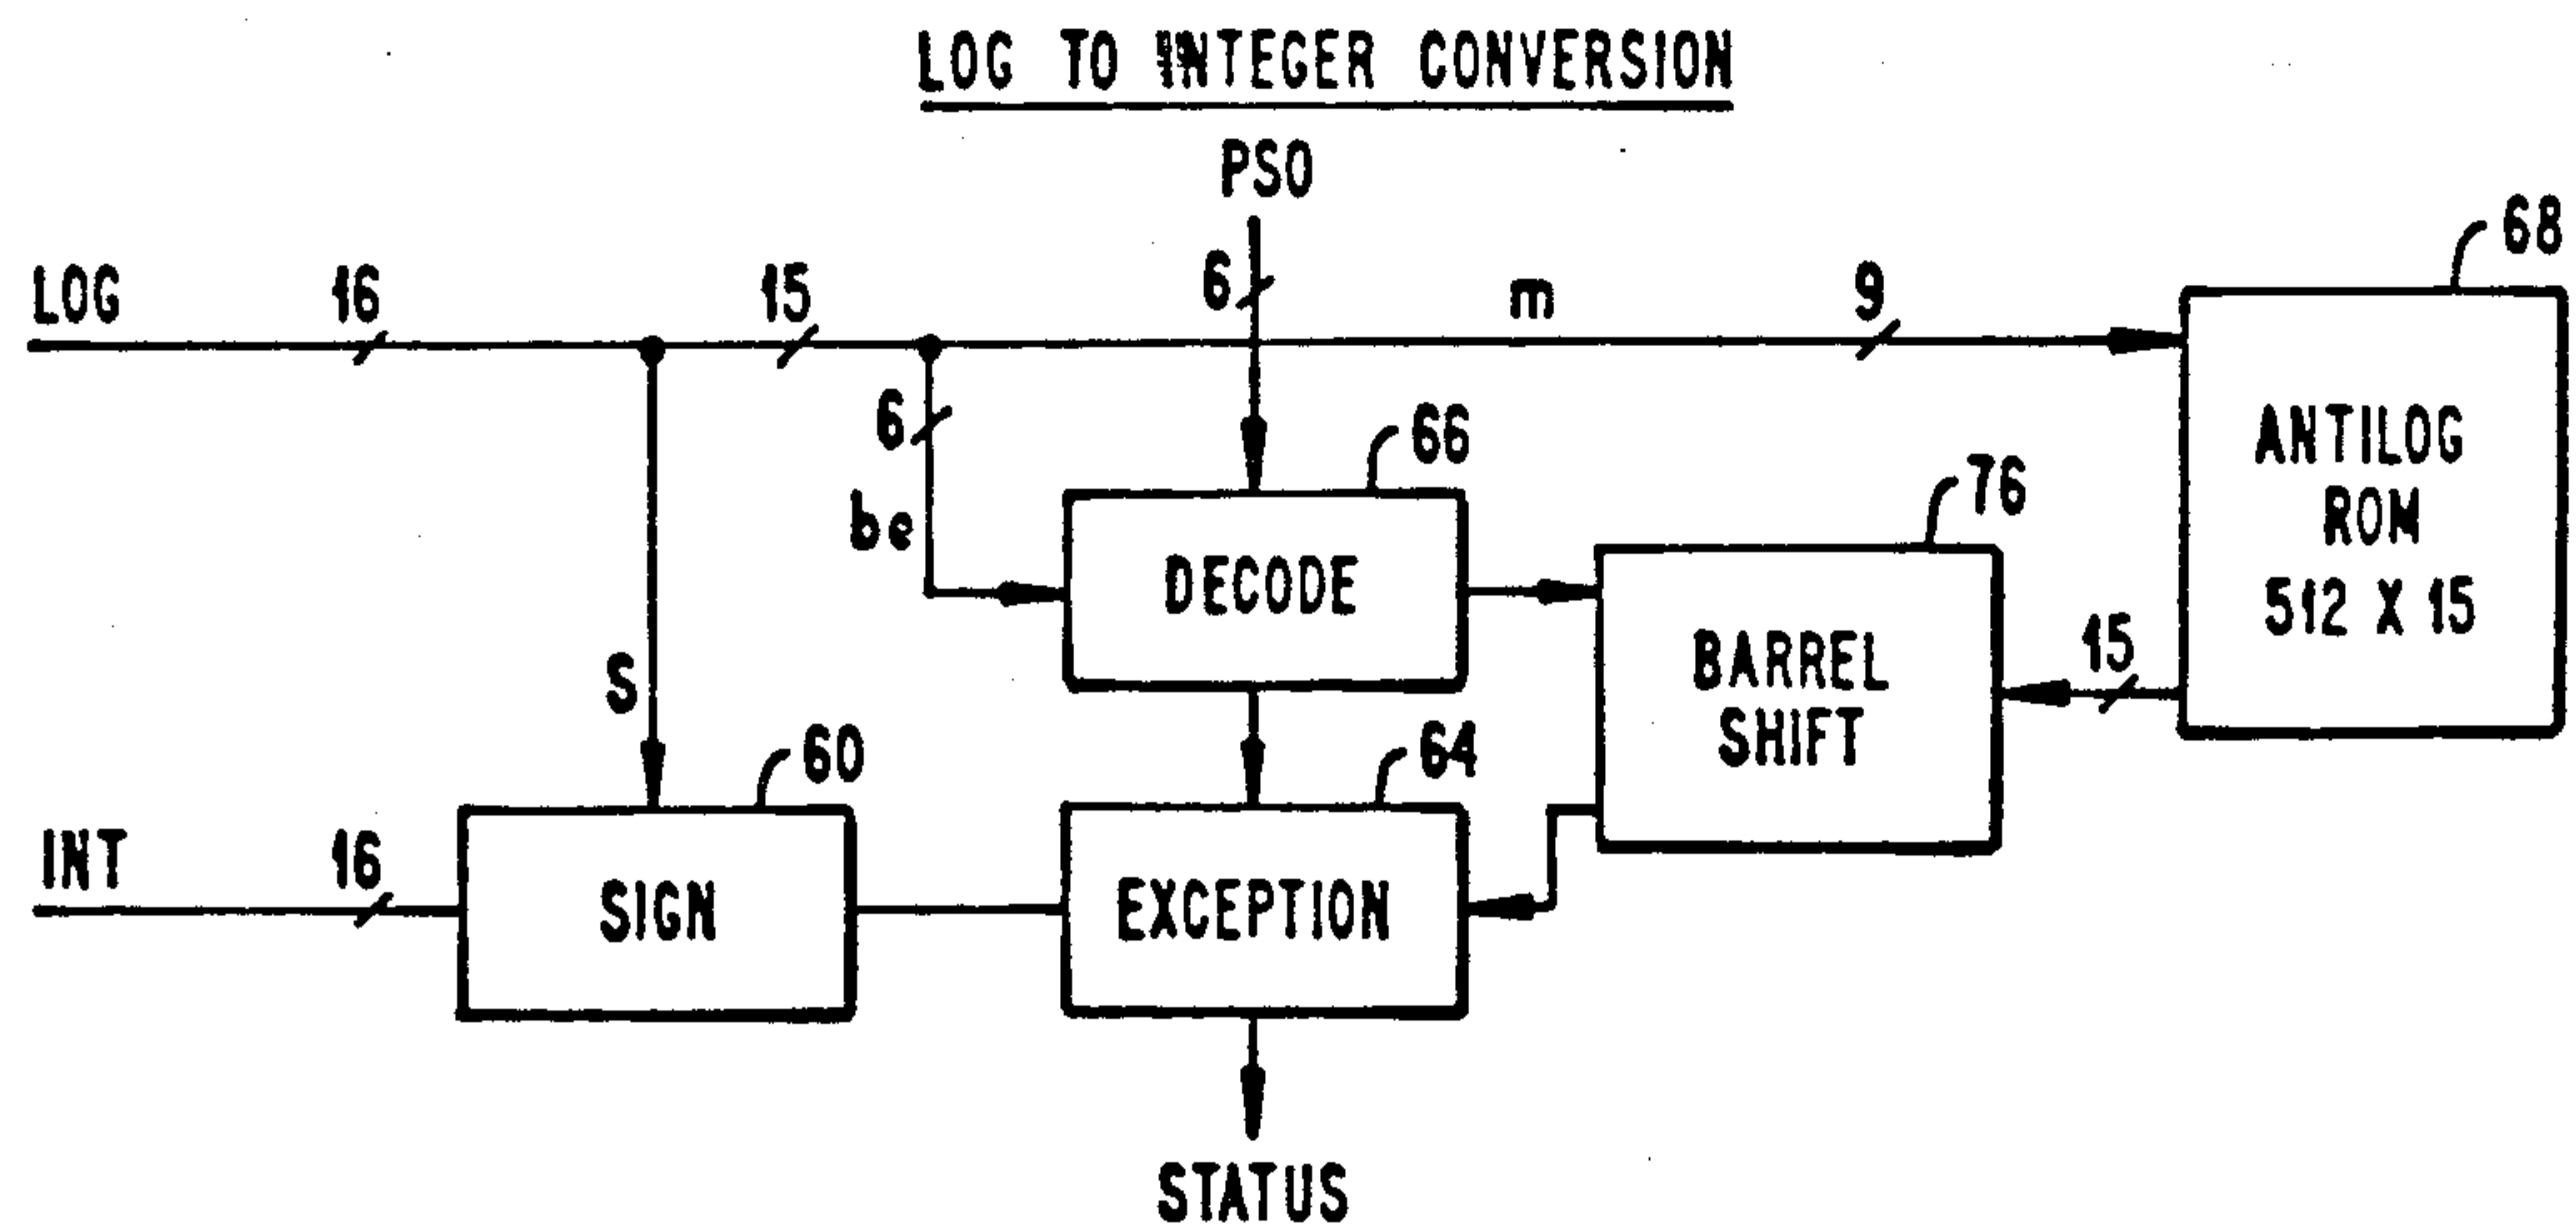 LOG TO INTEGER CONVERSION
PSO
68
LOG
16
15
6
m
9
6
be
66
76
ANTILOG
ROM
512 X 15
DECODE
BARREL
SHIFT
15
S
60
64
INT
16
SIGN
EXCEPTION
STATUS